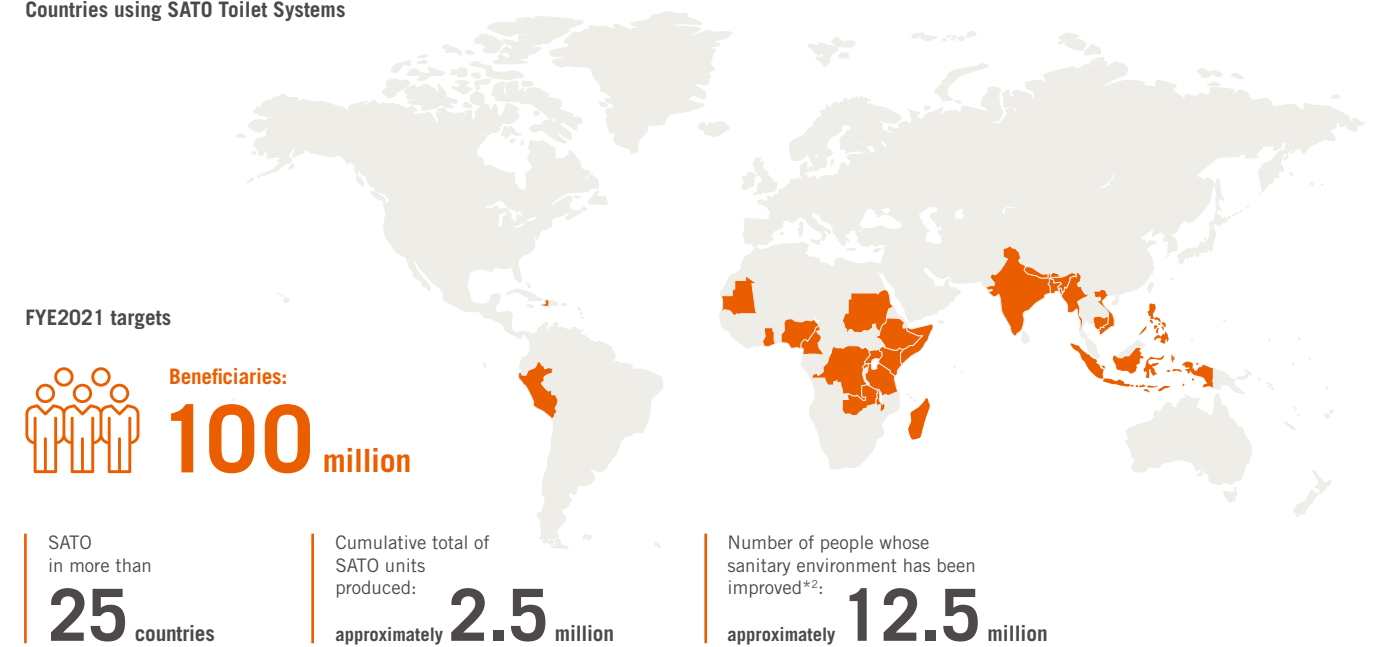 Countries using SATO Toilet Systems
FYE2021 targets
Beneficiaries:
100 million
SATO
in more than
25 countries
Cumulative total of
SATO units
produced:
approximately 2.5 million
Number of people whose
sanitary environment has been
improved*2:
approximately 12.5 million